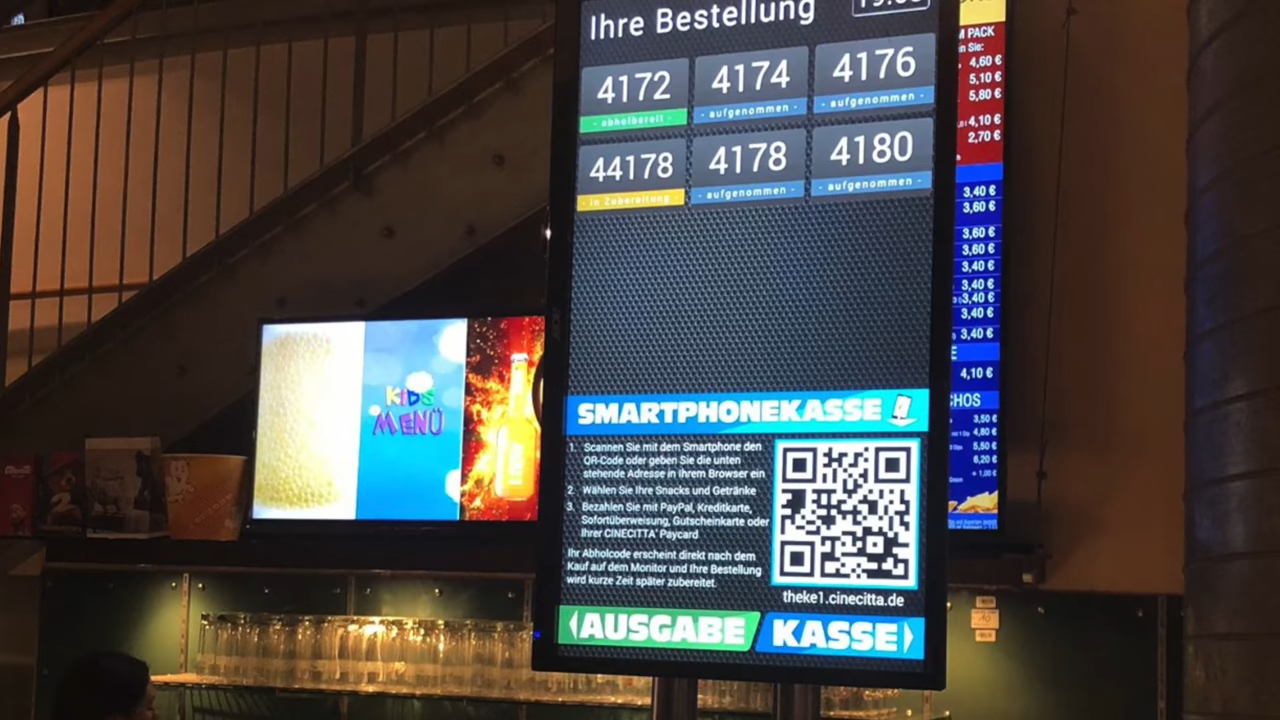 Ihre Bestellung
4172
- abholbereit -
4174
- aufgenommen -
4176
- aufgenommen -
44178
- in Zubereitung -
4178
- aufgenommen -
4180
- aufgenommen -
SMARTPHONEKASSE
1. Scannen Sie mit dem Smartphone den
QR-Code oder geben Sie die unten
stehende Adresse in Ihrem Browser ein
2. Wählen Sie Ihre Snacks und Getränke
3. Bezahlen Sie mit PayPal, Kreditkarte,
Sofortüberweisung, Gutscheinkarte oder
Ihrer CINECITTA' Paycard
Ihr Abholcode erscheint direkt nach dem
Kauf auf dem Monitor und Ihre Bestellung
wird kurze Zeit später zubereitet.
theke1.cinecitta.de
AUSGABE
KASSE
KIDS
MENÜ
PACK
Sie:
4,60 €
5,10 €
5,80 €
4,10 €
2,70 €
3,40 €
3,60 €
3,60 €
3,60 €
3,40 €
3,40 €
3,40 €
3,40 €
3,40 €
4,10 €
CHOS
3,50 €
4,80 €
5,50 €
6,20 €
+ 1,00 €